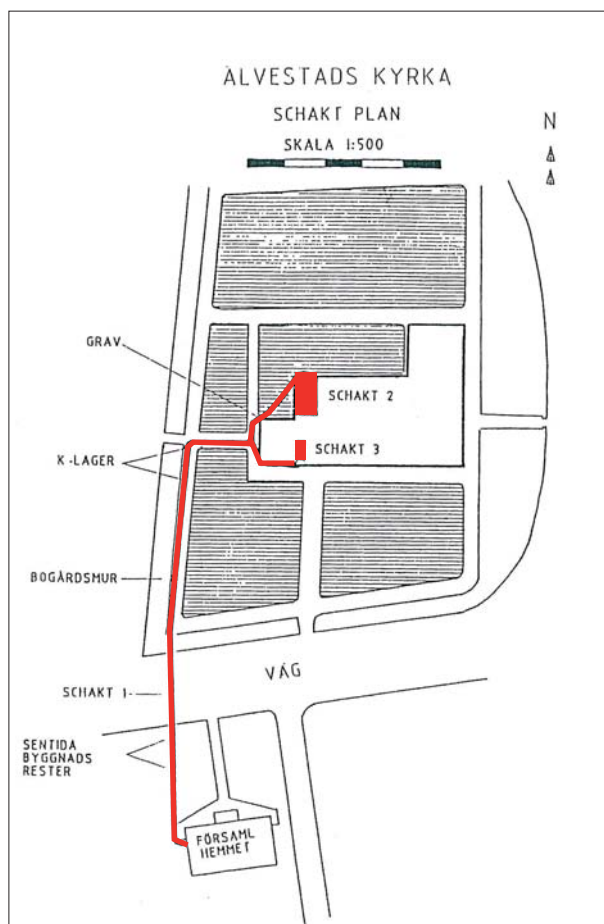 ÄLVESTADS KYRKA
SCHAKT PLAN
SKALA 1:500
N
GRAV
SCHAKT 2
SCHAKT 3
K-LAGER
BOGÅRDSMUR
VÄG
SCHAKT 1
SENTIDA
BYGGNADS
RESTER
FÖRSAML
HEMMET